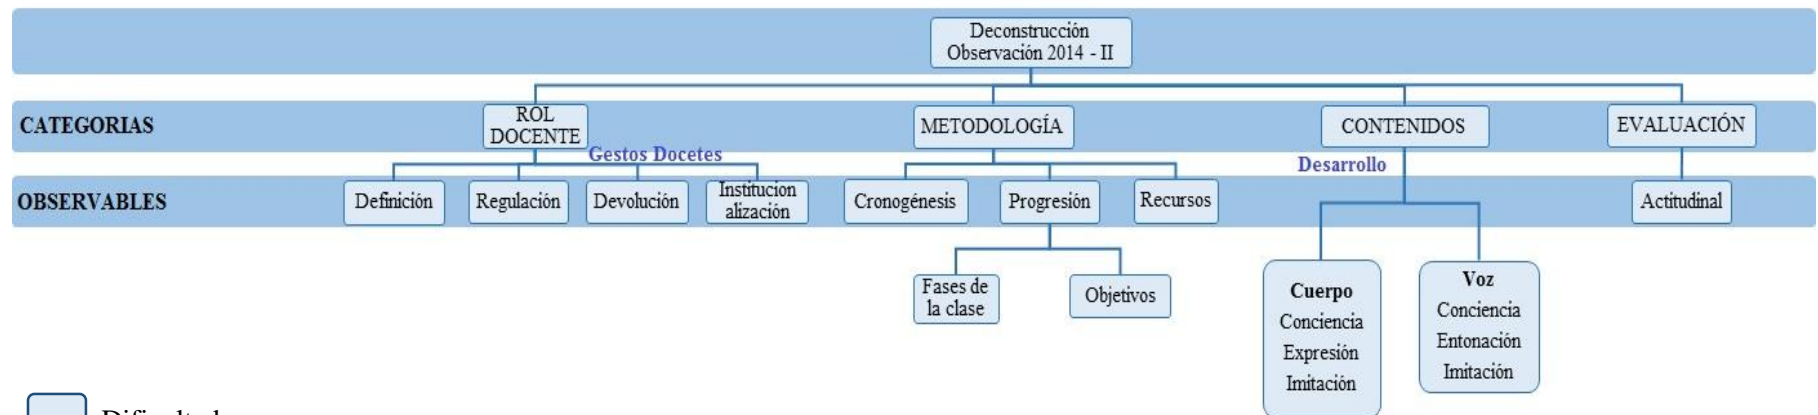 Deconstrucción
Observación 2014 - II
CATEGORIAS
ROL
DOCENTE
METODOLOGÍA
CONTENIDOS
EVALUACIÓN
Gestos Docetes
Desarrollo
OBSERVABLES
Definición
Regulación
Devolución
Institucion
alización
Cronogénesis
Progresión
Recursos
Actitudinal
Fases de
la clase
Objetivos
Cuerpo
Conciencia
Expresión
Imitación
Voz
Conciencia
Entonación
Imitación